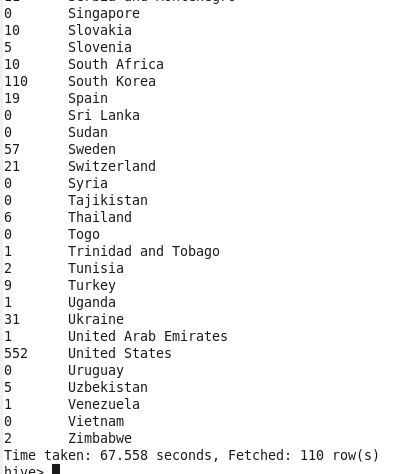 0 Singapore
10 Slovakia
5 Slovenia
10 South Africa
110 South Korea
19 Spain
0 Sri Lanka
0 Sudan
57 Sweden
21 Switzerland
0 Syria
0 Tajikistan
6 Thailand
0 Togo
1 Trinidad and Tobago
2 Tunisia
9 Turkey
1 Uganda
31 Ukraine
1 United Arab Emirates
552 United States
0 Uruguay
5 Uzbekistan
1 Venezuela
0 Vietnam
2 Zimbabwe
Time taken: 67.558 seconds, Fetched: 110 row(s)
hive>